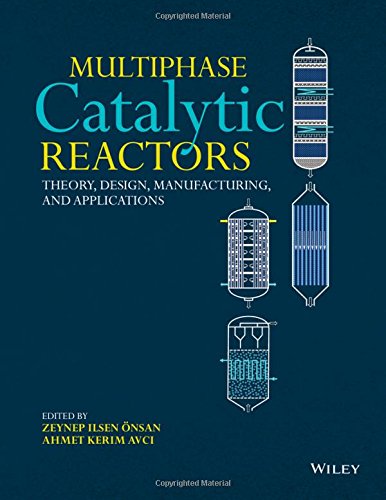 Copyrighted Material
MULTIPHASE
Catalytic
REACTORS
THEORY, DESIGN, MANUFACTURING,
AND APPLICATIONS
EDITED BY
ZEYNEP ILSEN ÖNSAN
AHMET KERIM AVCI
WILEY
Copyrighted Material